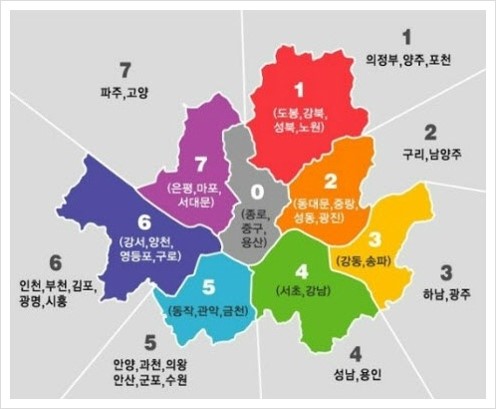 1
의정부,양주,포천
7
파주,고양
1
(도봉,강북,
성북,노원)
2
구리,남양주
7
(은평,마포,
서대문)
0
(종로,
중구,
용산)
2
(동대문,중랑,
성동,광진)
6
(강서,양천,
영등포,구로)
3
(강동,송파)
6
인천,부천,김포,
광명,시흥
5
(동작,관악,금천)
4
(서초,강남)
3
하남,광주
5
안양,과천,의왕
안산,군포,수원
4
성남,용인